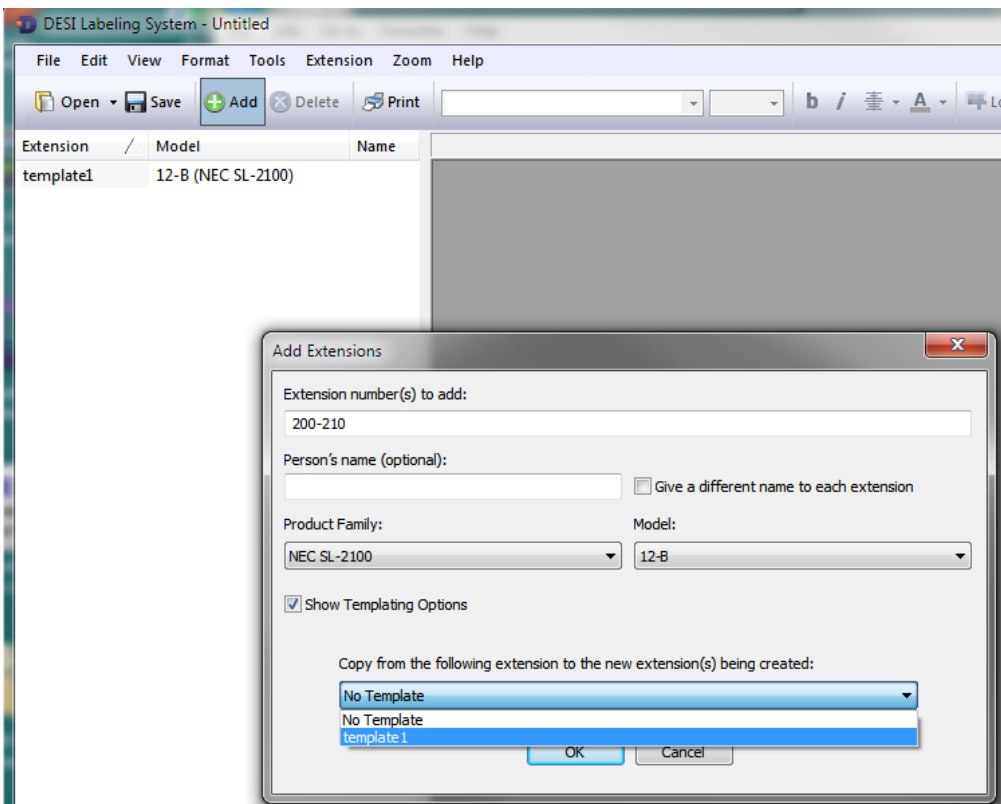 DESI Labeling System - Untitled
File Edit View Format Tools Extension Zoom Help
Open Save Add Delete Print b i A
Extension / Model Name
template1 12-B (NEC SL-2100)
Add Extensions
Extension number(s) to add:
200-210
Person's name (optional):
Give a different name to each extension
Product Family: Model:
NEC SL-2100 12-B
Show Templating Options
Copy from the following extension to the new extension(s) being created:
No Template
No Template
template1
OK Cancel